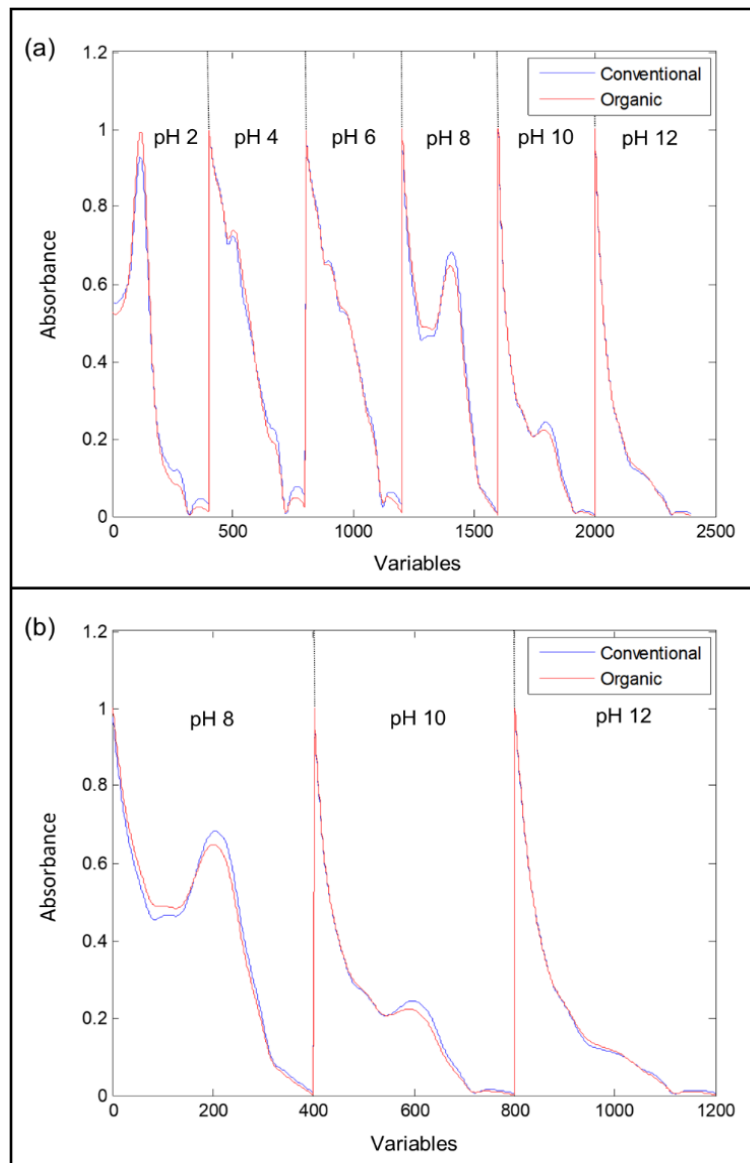 (a)
1.2
Conventional
Organic
pH 2 pH 4 pH 6 pH 8 pH 10 pH 12
1
0.8
0.6
0.4
0.2
0
Absorbance
0 500 1000 1500 2000 2500
Variables
(b)
1.2
Conventional
Organic
pH 8 pH 10 pH 12
1
0.8
0.6
0.4
0.2
0
Absorbance
0 200 400 600 800 1000 1200
Variables